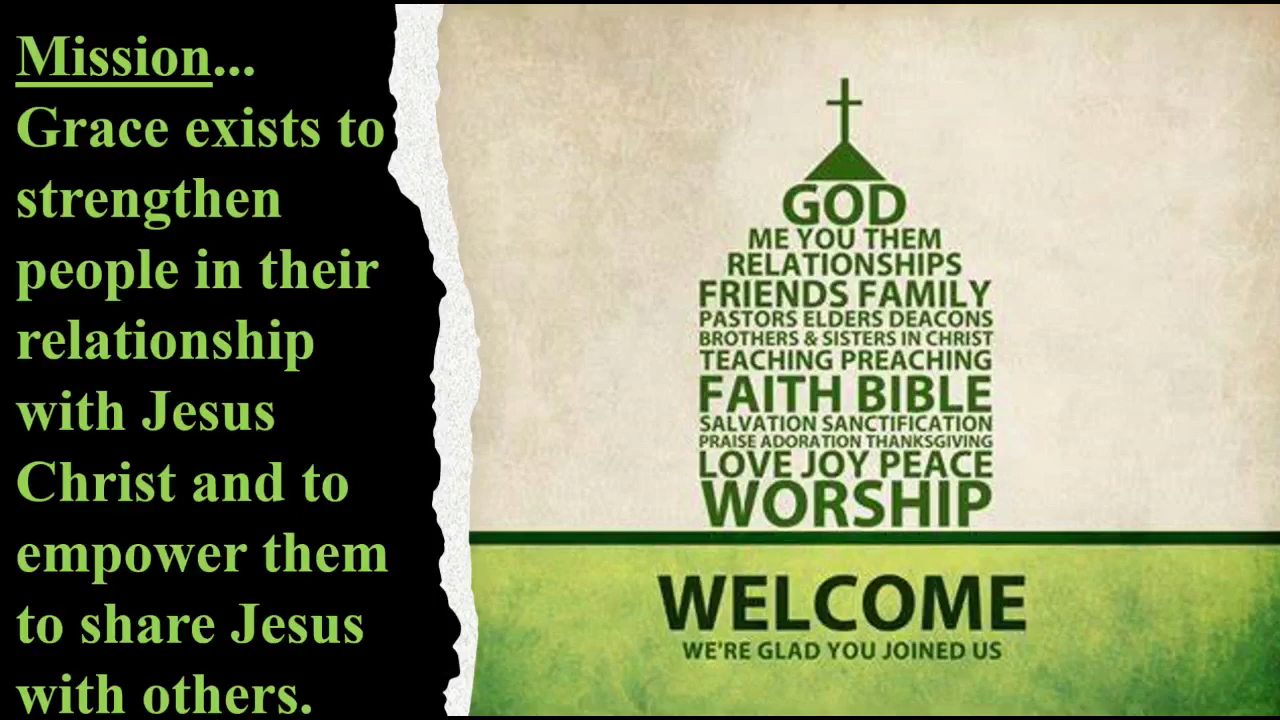 Mission...
Grace exists to
strengthen
people in their
relationship
with Jesus
Christ and to
empower them
to share Jesus
with others.
GOD
ME YOU THEM
RELATIONSHIPS
FRIENDS FAMILY
PASTORS ELDERS DEACONS
BROTHERS & SISTERS IN CHRIST
TEACHING PREACHING
FAITH BIBLE
SALVATION SANCTIFICATION
PRAISE ADORATION THANKSGIVING
LOVE JOY PEACE
WORSHIP
WELCOME
WE'RE GLAD YOU JOINED US